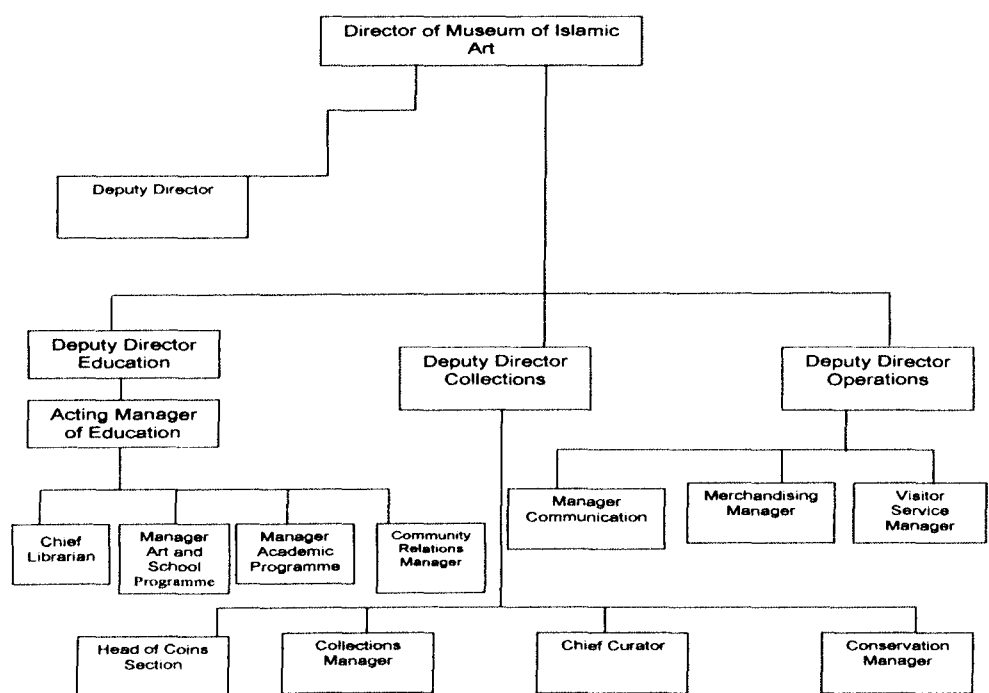 Director of Museum of Islamic
Art
Deputy Director
Deputy Director
Education
Deputy Director
Collections
Deputy Director
Operations
Acting Manager
of Education
Chief
Librarian
Manager
Art and
School
Programme
Manager
Academic
Programme
Community
Relations
Manager
Manager
Communication
Merchandising
Manager
Visitor
Service
Manager
Head of Coins
Section
Collections
Manager
Chief Curator
Conservation
Manager